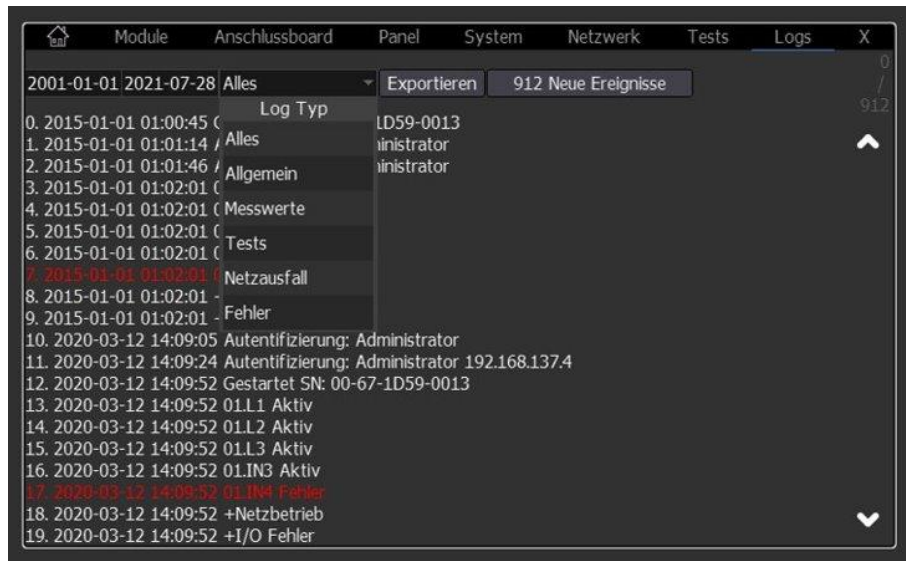 Module Anschlussboard Panel System Netzwerk Tests Logs X
2001-01-01 2021-07-28 Alles Exportieren 912 Neue Ereignisse
0
/
912
Log Typ
Alles
Allgemein
Messwerte
Tests
Netzausfall
Fehler
0. 2015-01-01 01:00:45 1D59-0013
1. 2015-01-01 01:01:14
2. 2015-01-01 01:01:46
3. 2015-01-01 01:02:01
4. 2015-01-01 01:02:01
5. 2015-01-01 01:02:01
6. 2015-01-01 01:02:01
7. 2015-01-01 01:02:01
8. 2015-01-01 01:02:01 -
9. 2015-01-01 01:02:01 -
10. 2020-03-12 14:09:05 Autentifizierung: Administrator
11. 2020-03-12 14:09:24 Autentifizierung: Administrator 192.168.137.4
12. 2020-03-12 14:09:52 Gestartet SN: 00-67-1D59-0013
13. 2020-03-12 14:09:52 01.L1 Aktiv
14. 2020-03-12 14:09:52 01.L2 Aktiv
15. 2020-03-12 14:09:52 01.L3 Aktiv
16. 2020-03-12 14:09:52 01.IN3 Aktiv
17. 2020-03-12 14:09:52 01.IN4 Fehler
18. 2020-03-12 14:09:52 +Netzbetrieb
19. 2020-03-12 14:09:52 +I/O Fehler